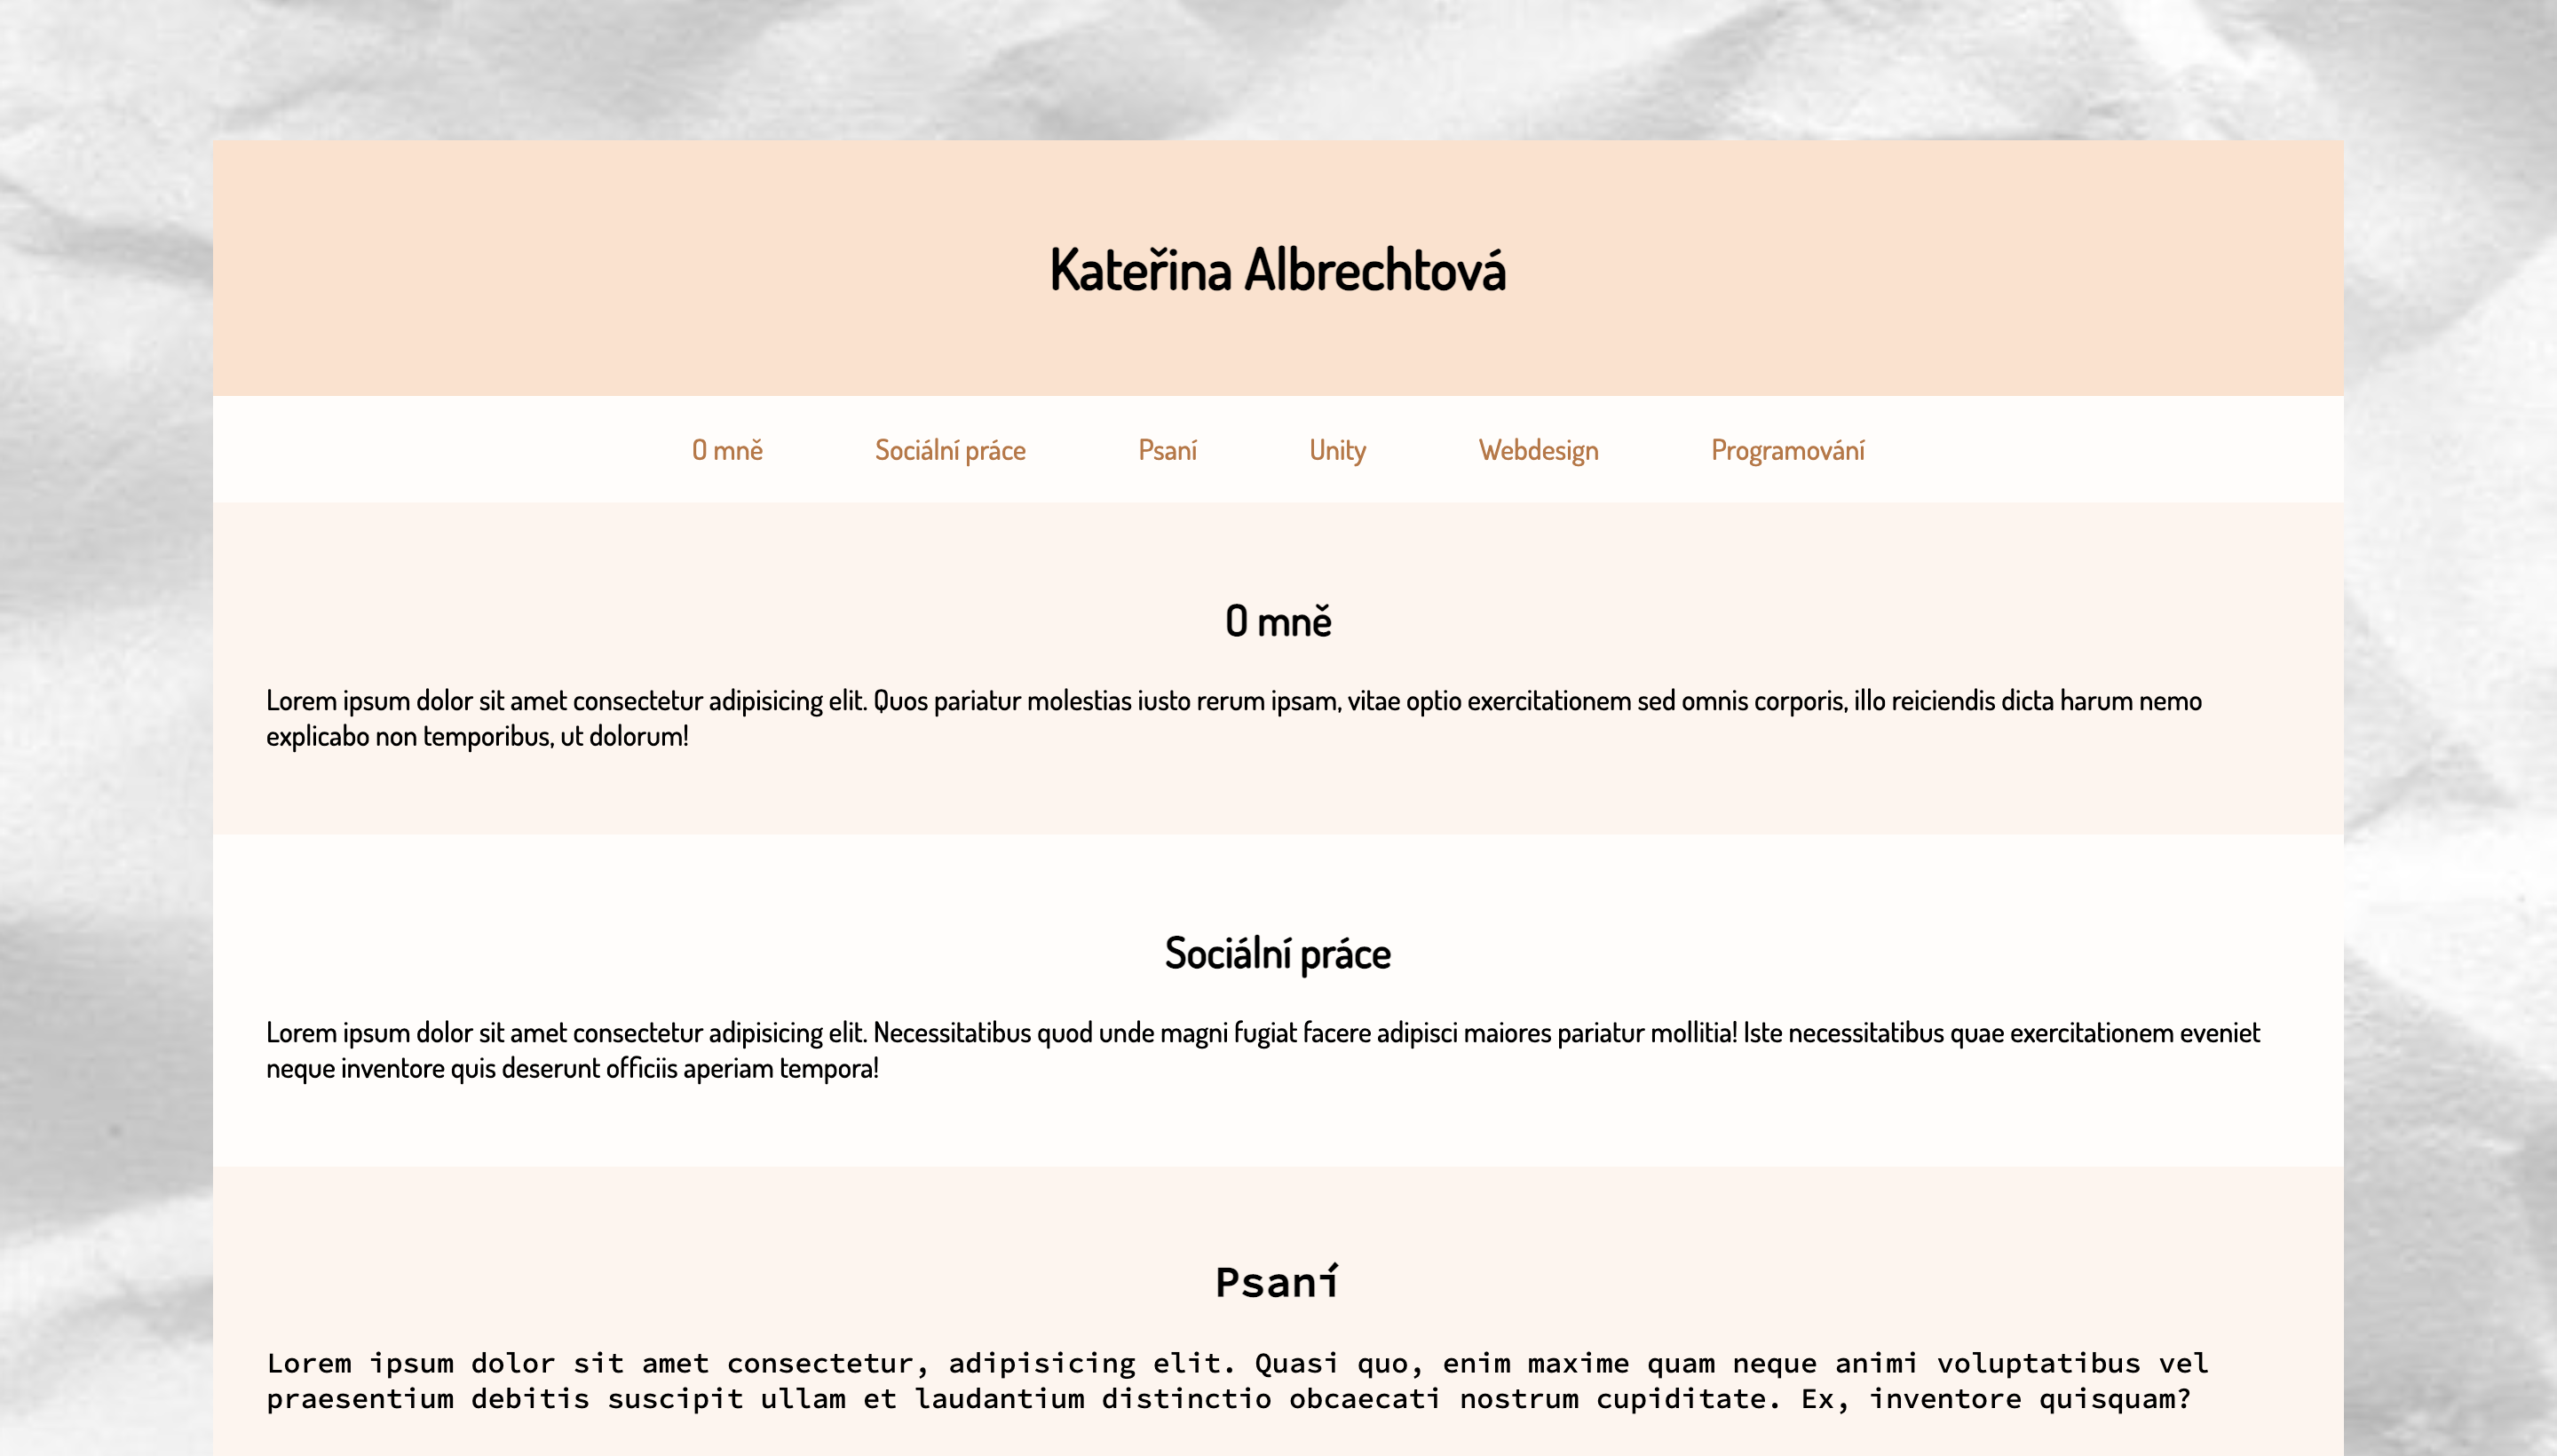 Kateřina Albrechtová
O mně Sociální práce Psaní Unity Webdesign Programování
O mně
Lorem ipsum dolor sit amet consectetur adipisicing elit. Quos pariatur molestias iusto rerum ipsam, vitae optio exercitationem sed omnis corporis, illo reiciendis dicta harum nemo
explicabo non temporibus, ut dolorum!
Sociální práce
Lorem ipsum dolor sit amet consectetur adipisicing elit. Necessitatibus quod unde magni fugiat facere adipisci maiores pariatur mollitia! Iste necessitatibus quae exercitationem eveniet
neque inventore quis deserunt officiis aperiam tempora!
Psaní
Lorem ipsum dolor sit amet consectetur, adipisicing elit. Quasi quo, enim maxime quam neque animi voluptatibus vel
praesentium debitis suscipit ullam et laudantium distinctio obcaecati nostrum cupiditate. Ex, inventore quisquam?